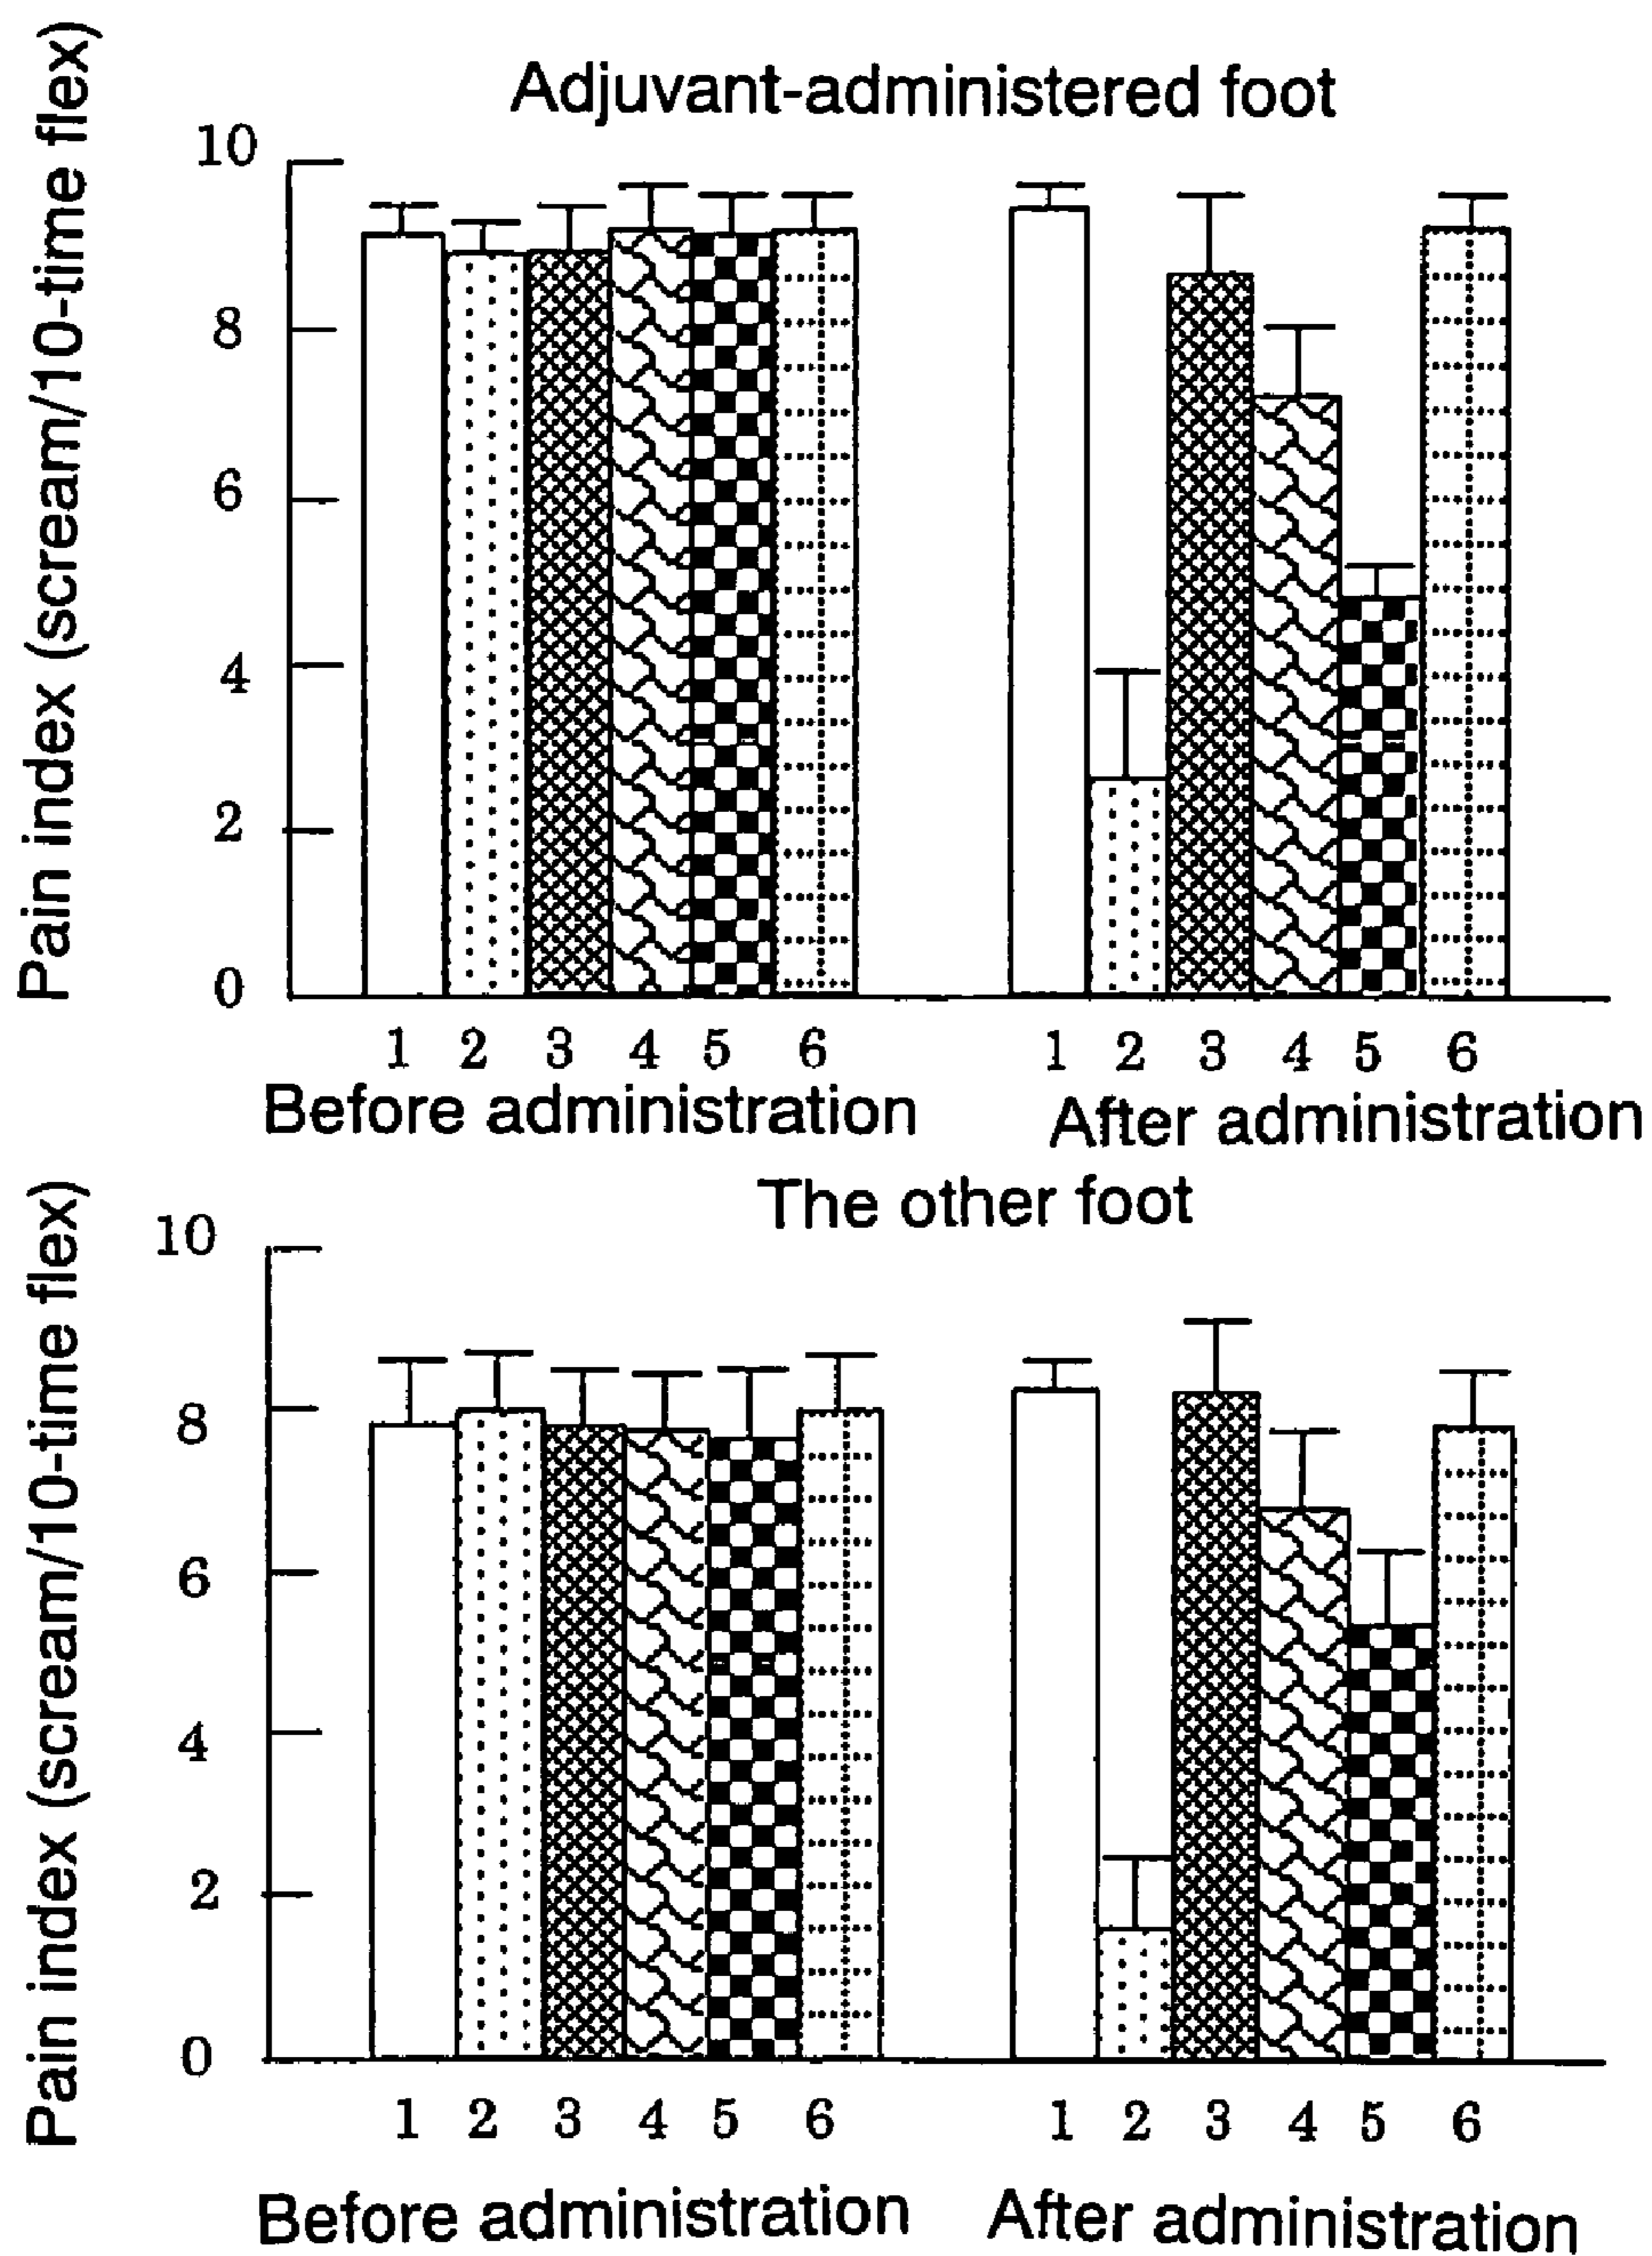 Adjuvant-administered foot
Pain index (scream/10-time flex)
10
8
6
4
2
0
1 2 3 4 5 6 1 2 3 4 5 6
Before administration After administration
The other foot
Pain index (scream/10-time flex)
10
8
6
4
2
0
1 2 3 4 5 6 1 2 3 4 5 6
Before administration After administration